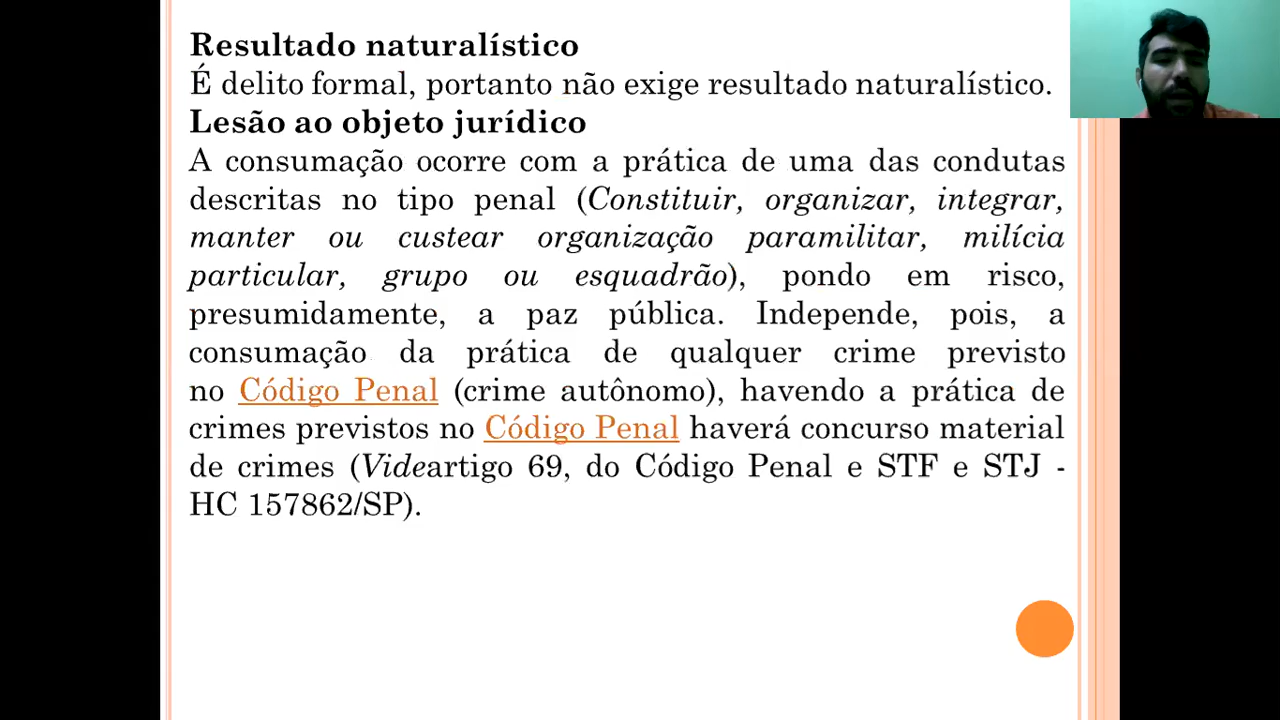 Resultado naturalístico
É delito formal, portanto não exige resultado naturalístico.
Lesão ao objeto jurídico
A consumação ocorre com a prática de uma das condutas
descritas no tipo penal (Constituir, organizar, integrar,
manter ou custear organização paramilitar, milícia
particular, grupo ou esquadrão), pondo em risco,
presumidamente, a paz pública. Independe, pois, a
consumação da prática de qualquer crime previsto
no Código Penal (crime autônomo), havendo a prática de
crimes previstos no Código Penal haverá concurso material
de crimes (Videartigo 69, do Código Penal e STF e STJ -
HC 157862/SP).